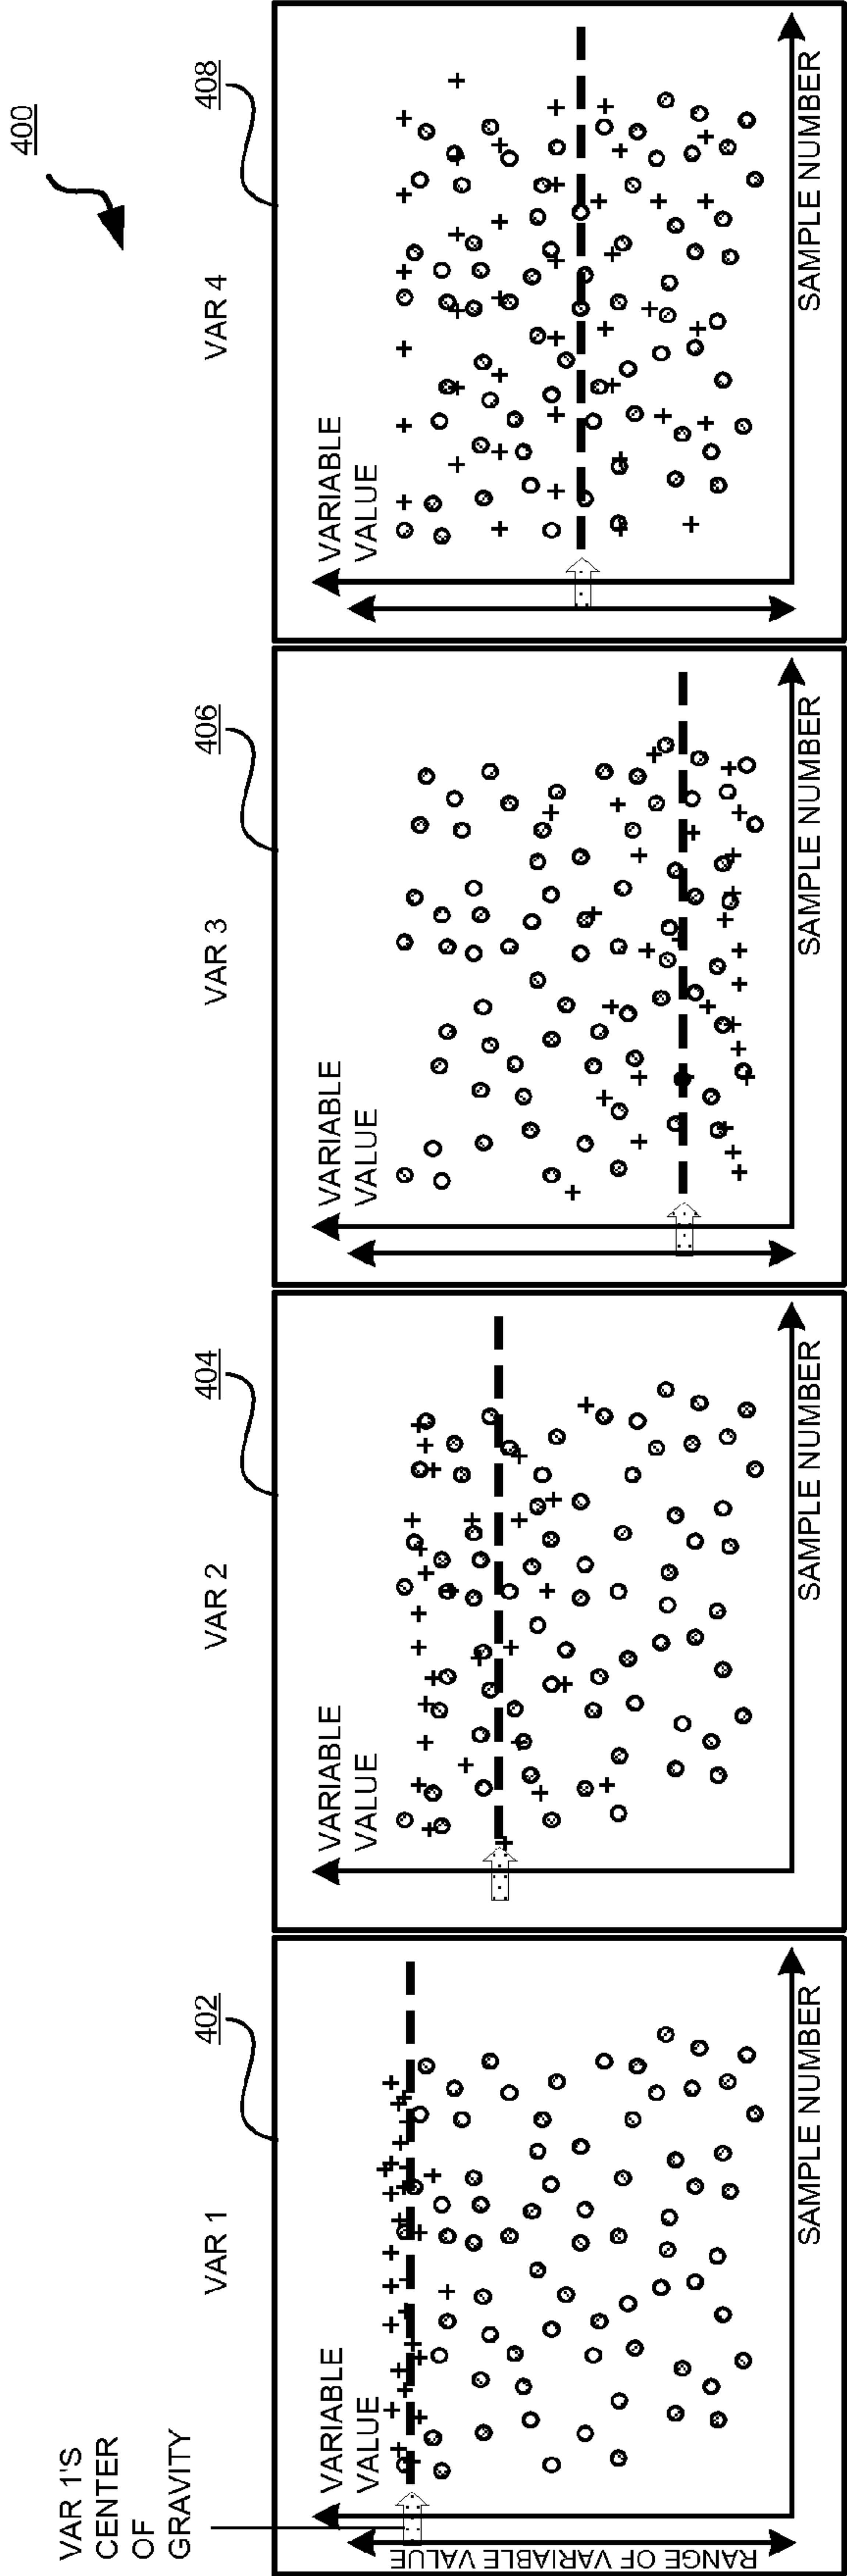 400
VAR 1'S
CENTER
OF
GRAVITY
VAR 1
402
VARIABLE
VALUE
RANGE OF VARIABLE VALUE
SAMPLE NUMBER
VAR 2
404
VARIABLE
VALUE
SAMPLE NUMBER
VAR 3
406
VARIABLE
VALUE
SAMPLE NUMBER
VAR 4
408
VARIABLE
VALUE
SAMPLE NUMBER